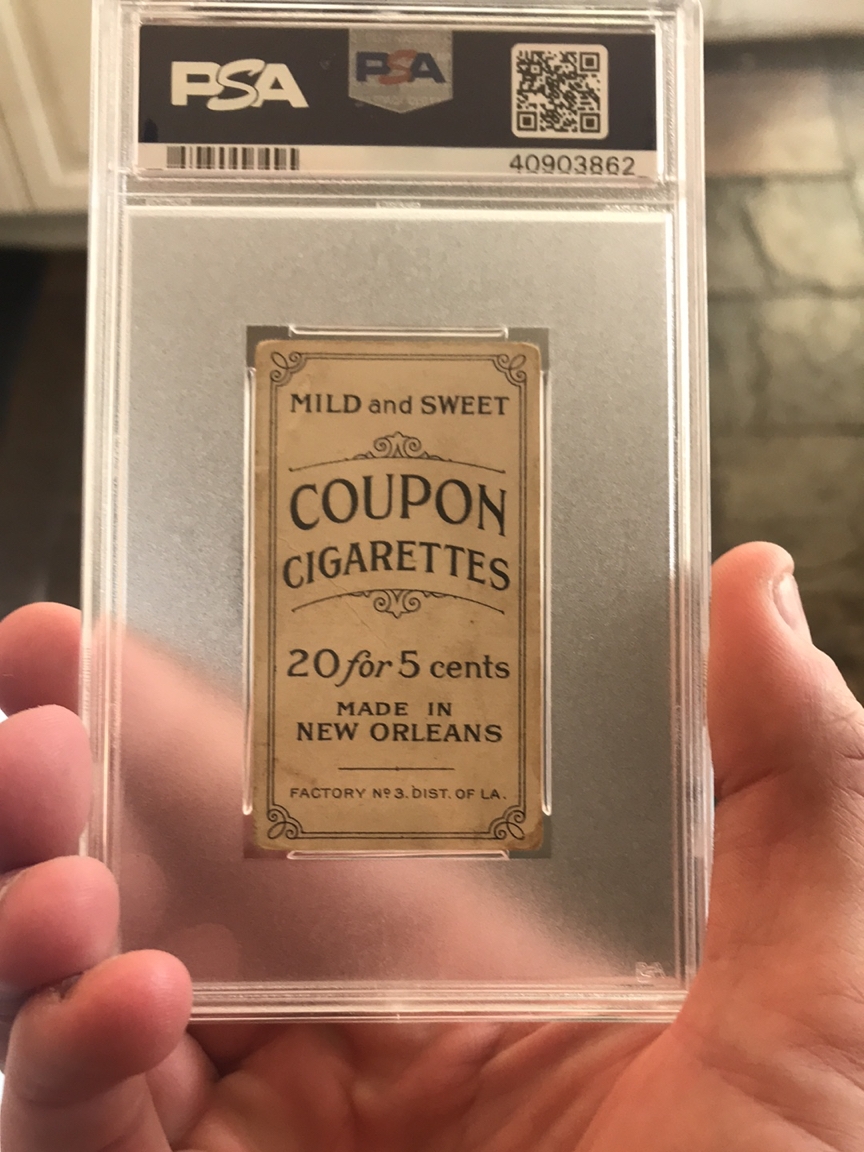 PSA PSA
40903862
MILD and SWEET
COUPON
CIGARETTES
20 for 5 cents
MADE IN
NEW ORLEANS
FACTORY Nº 3. DIST. OF LA.
PSA